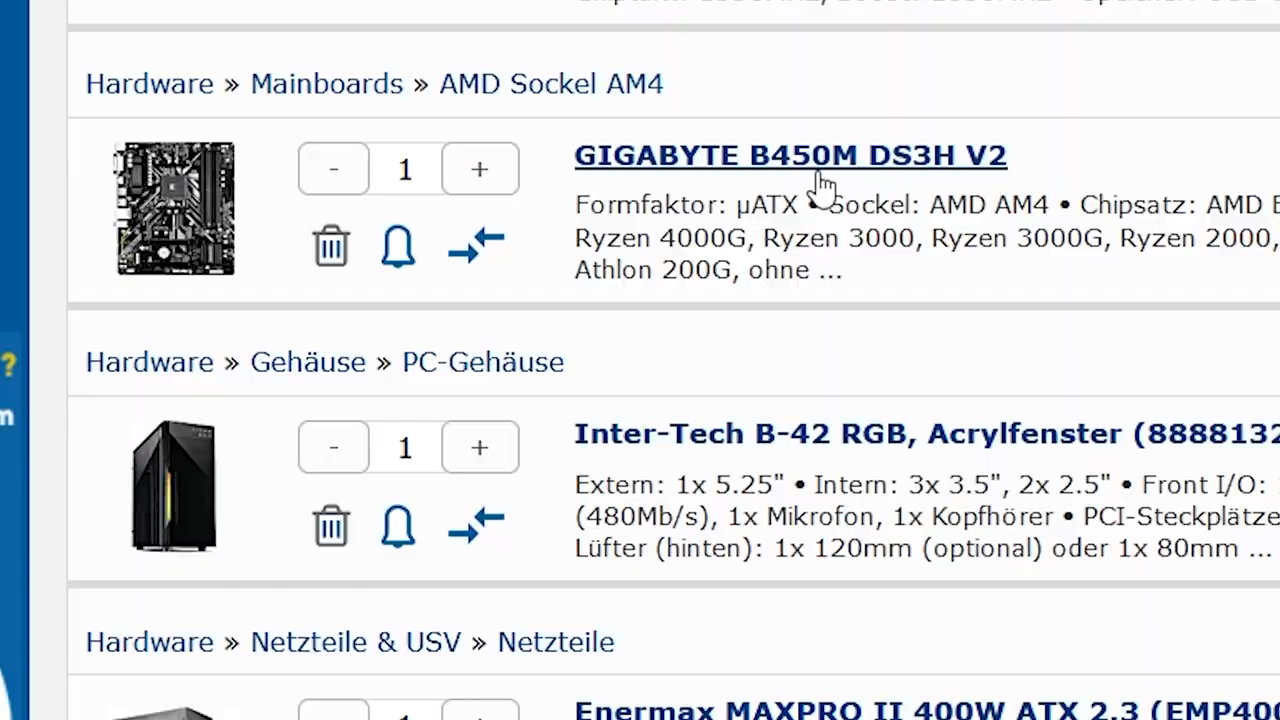 Hardware » Mainboards » AMD Sockel AM4
- 1 +
GIGABYTE B450M DS3H V2
Formfaktor: µATX • Sockel: AMD AM4 • Chipsatz: AMD
Ryzen 4000G, Ryzen 3000, Ryzen 3000G, Ryzen 2000,
Athlon 200G, ohne ...
?
m
Hardware » Gehäuse » PC-Gehäuse
- 1 +
Inter-Tech B-42 RGB, Acrylfenster (8888132
Extern: 1x 5.25" • Intern: 3x 3.5", 2x 2.5" • Front I/O:
(480Mb/s), 1x Mikrofon, 1x Kopfhörer • PCI-Steckplätze
Lüfter (hinten): 1x 120mm (optional) oder 1x 80mm ...
Hardware » Netzteile & USV » Netzteile
Enermax MAXPRO II 400W ATX 2.3 (EMP400